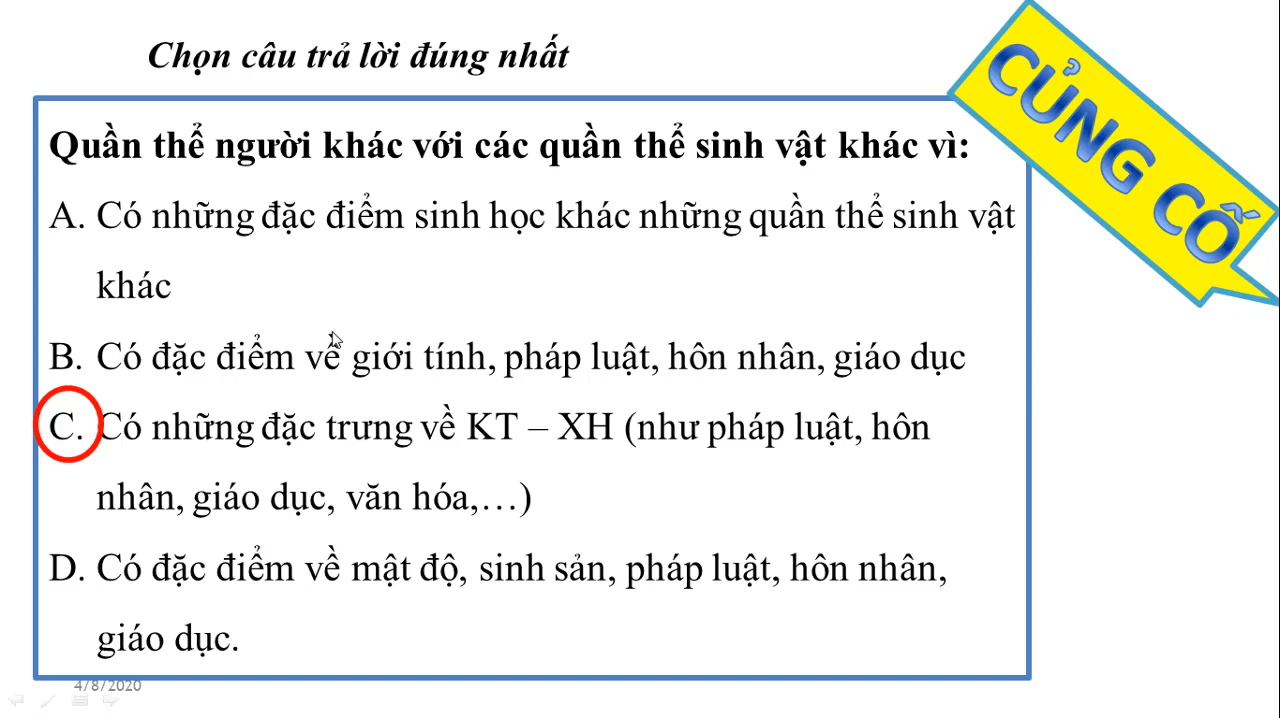 Chọn câu trả lời đúng nhất
CỦNG CỐ
Quần thể người khác với các quần thể sinh vật khác vì:
A. Có những đặc điểm sinh học khác những quần thể sinh vật
khác
B. Có đặc điểm về giới tính, pháp luật, hôn nhân, giáo dục
C. Có những đặc trưng về KT – XH (như pháp luật, hôn
nhân, giáo dục, văn hóa,…)
D. Có đặc điểm về mật độ, sinh sản, pháp luật, hôn nhân,
giáo dục.
4/8/2020